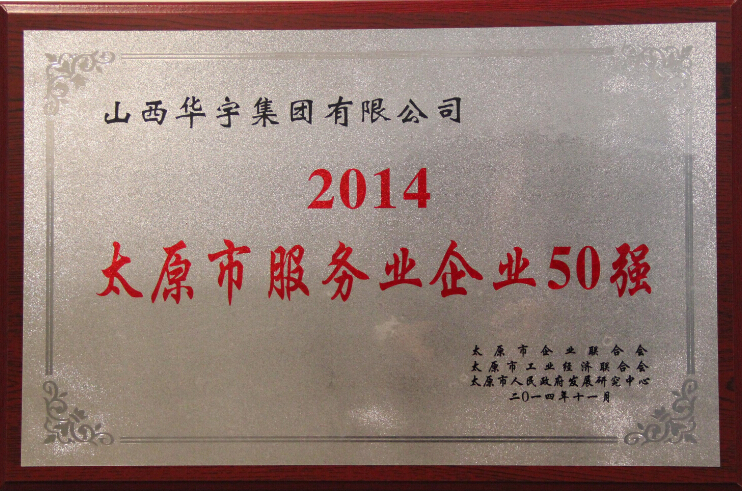 山西华宇集团有限公司
2014
太原市服务业企业50强
太原市企业联合会
太原市工业经济联合会
太原市人民政府发展研究中心
二〇一四年十一月